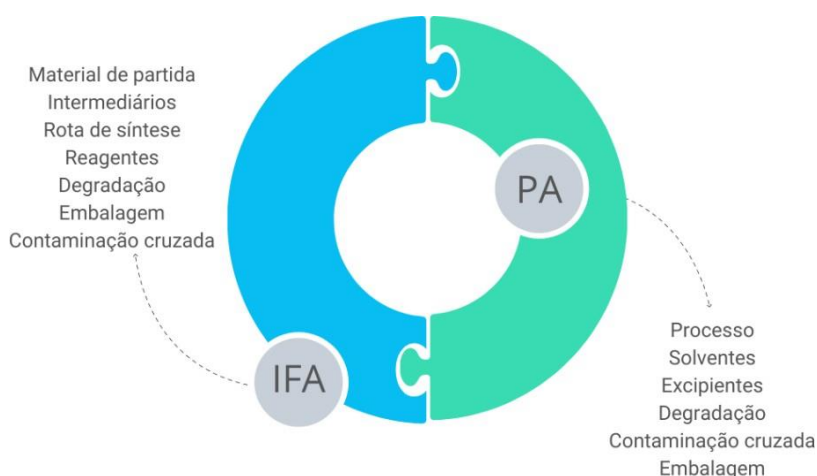 Material de partida
Intermediários
Rota de síntese
Reagentes
Degradação
Embalagem
Contaminação cruzada
IFA
PA
Processo
Solventes
Excipientes
Degradação
Contaminação cruzada
Embalagem